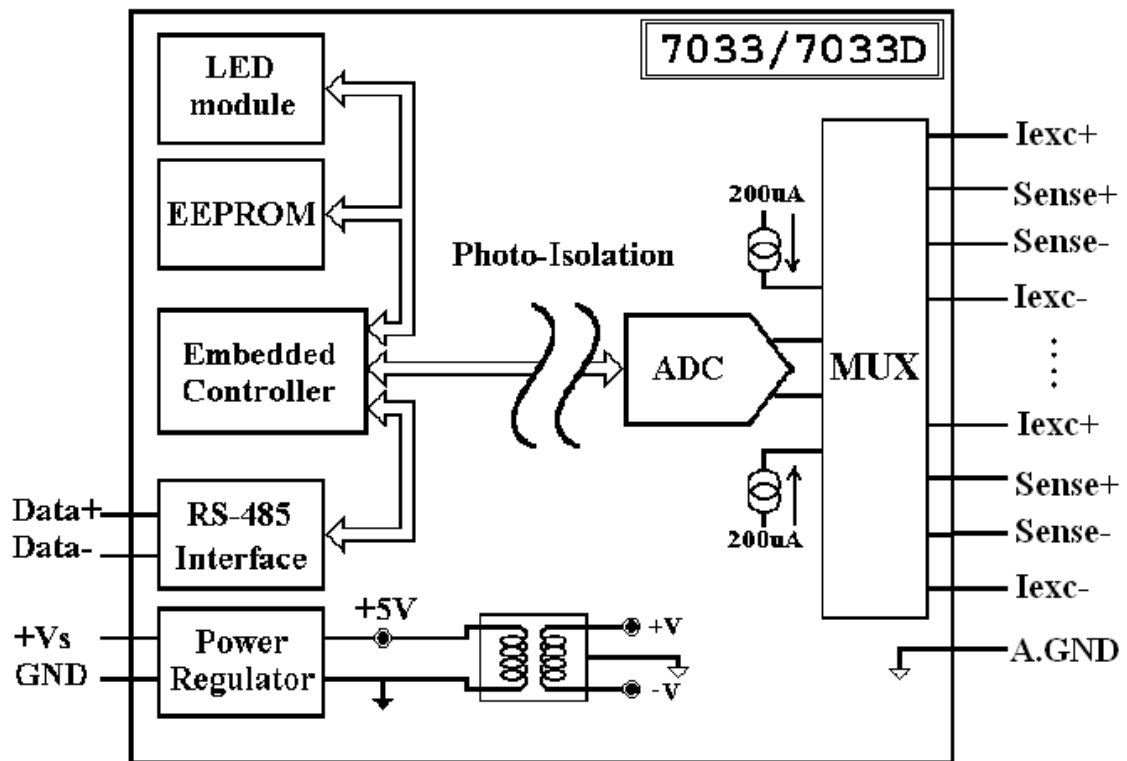 7033/7033D
LED
module
EEPROM
Embedded
Controller
RS-485
Interface
Power
Regulator
Data+
Data-
+Vs
GND
+5V
+V
-V
Photo-Isolation
ADC
200uA
200uA
MUX
Iexc+
Sense+
Sense-
Iexc-
Iexc+
Sense+
Sense-
Iexc-
A.GND